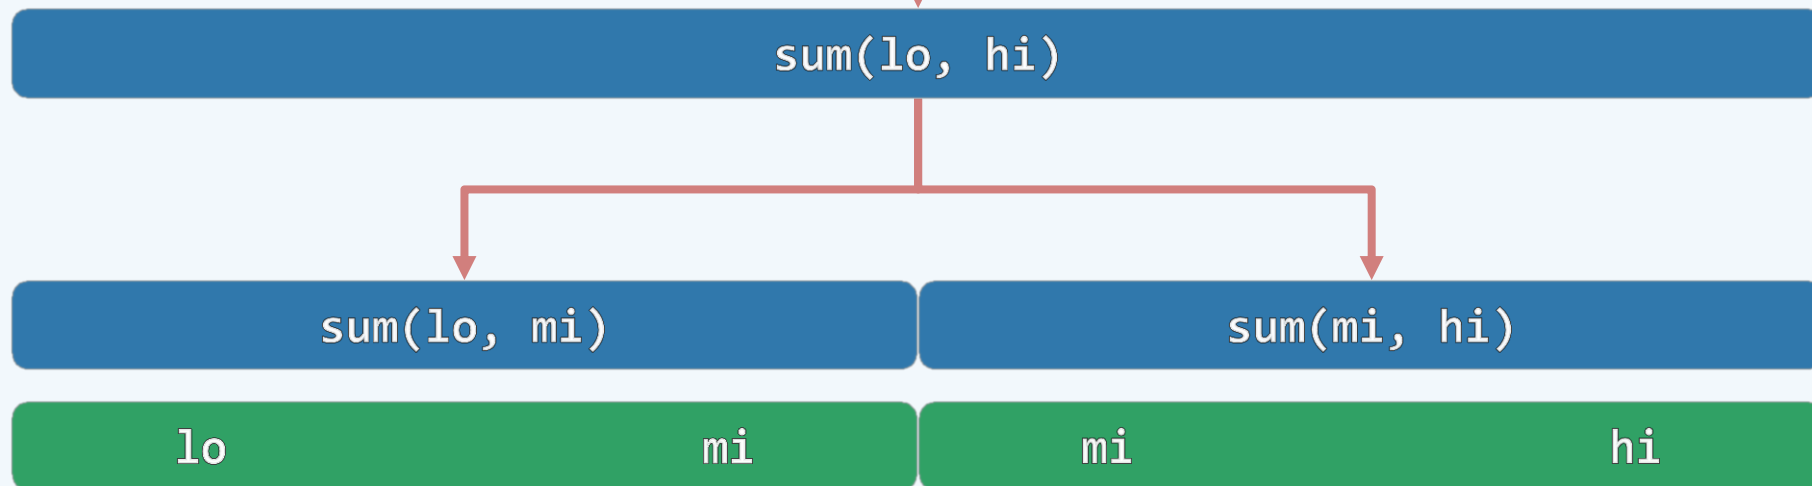 sum(lo, hi)
sum(lo, mi) sum(mi, hi)
lo mi mi hi